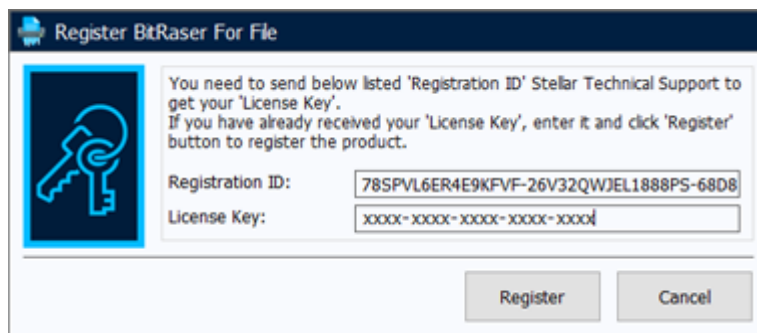 Register BitRaser For File
You need to send below listed 'Registration ID' Stellar Technical Support to
get your 'License Key'.
If you have already received your 'License Key', enter it and click 'Register'
button to register the product.
Registration ID: 78SPVL6ER4E9KFVF-26V32QWJEL1888PS-68D8
License Key: xxxx-xxxx-xxxx-xxxx-xxxx
Register Cancel